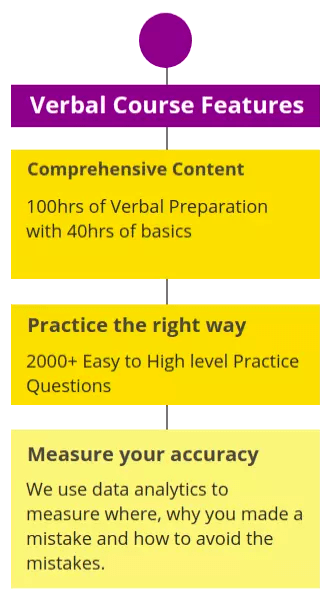 Verbal Course Features
Comprehensive Content
100hrs of Verbal Preparation
with 40hrs of basics
Practice the right way
2000+ Easy to High level Practice
Questions
Measure your accuracy
We use data analytics to
measure where, why you made a
mistake and how to avoid the
mistakes.